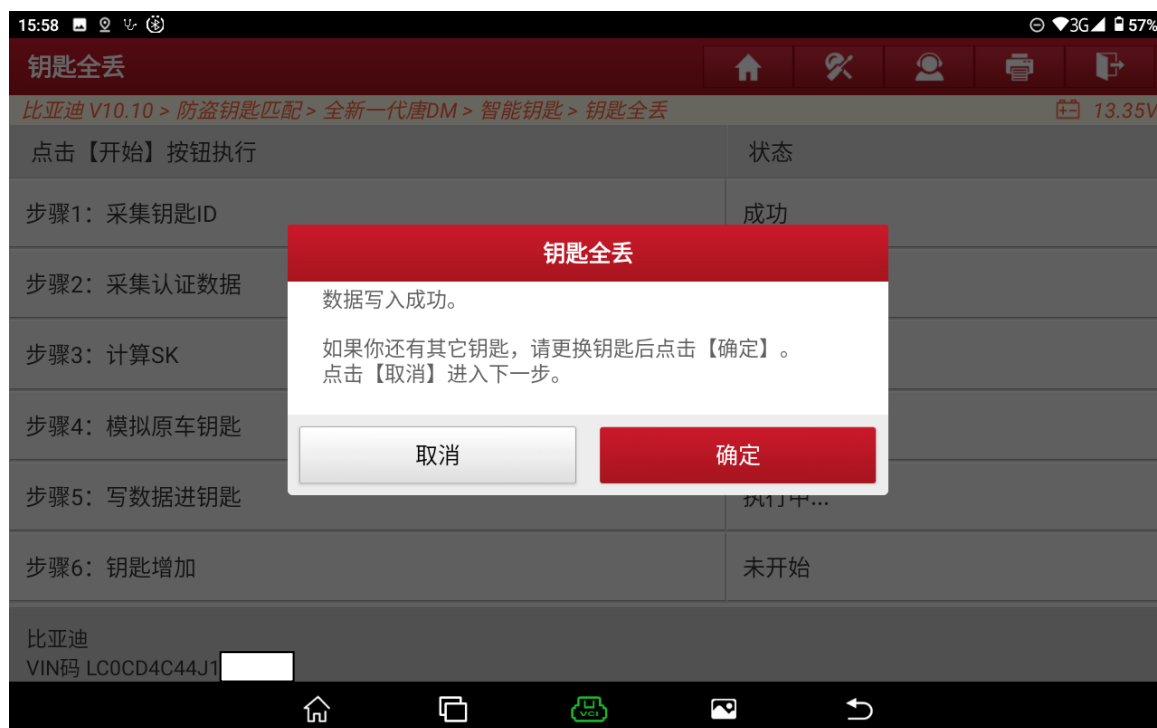 15:58
3G 57%
钥匙全丢
比亚迪 V10.10 > 防盗钥匙匹配 > 全新一代唐DM > 智能钥匙 > 钥匙全丢
13.35V
点击【开始】按钮执行 状态
步骤1：采集钥匙ID 成功
步骤2：采集认证数据
步骤3：计算SK
步骤4：模拟原车钥匙
步骤5：写数据进钥匙 执行中...
步骤6：钥匙增加 未开始
钥匙全丢
数据写入成功。
如果你还有其它钥匙，请更换钥匙后点击【确定】。
点击【取消】进入下一步。
取消 确定
比亚迪
VIN码 LC0CD4C44J1
VCI